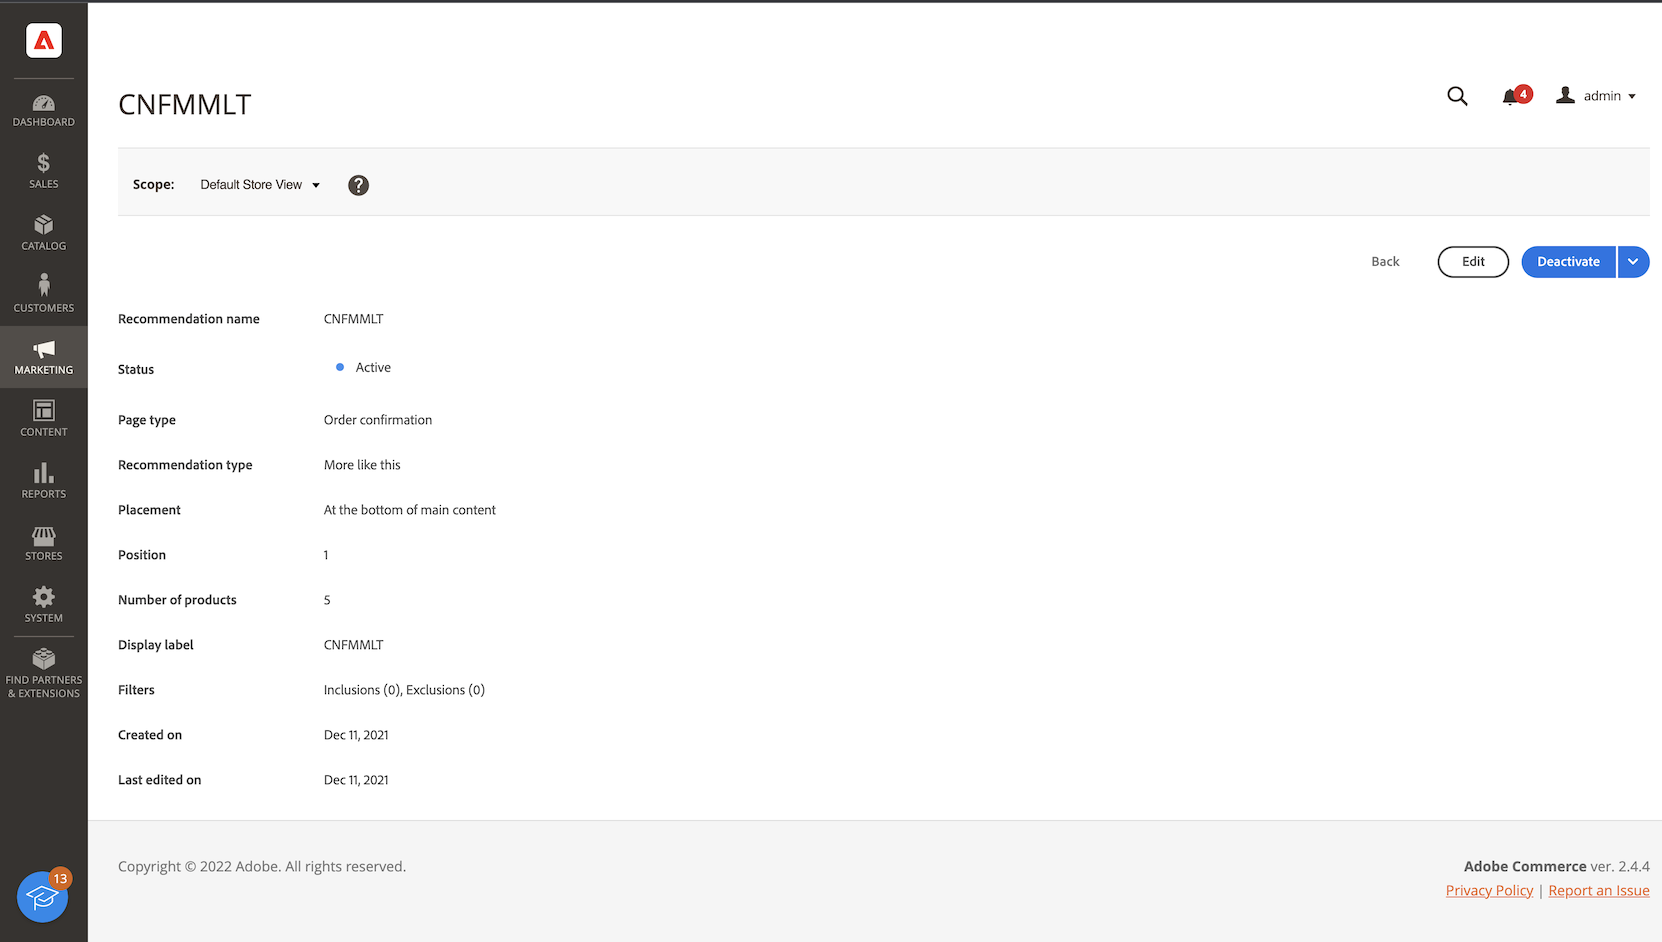 DASHBOARD
SALES
CATALOG
CUSTOMERS
MARKETING
CONTENT
REPORTS
STORES
SYSTEM
FIND PARTNERS
& EXTENSIONS
13
CNFMMLT
4
admin
Scope: Default Store View ?
Back Edit Deactivate
Recommendation name CNFMMLT
Status Active
Page type Order confirmation
Recommendation type More like this
Placement At the bottom of main content
Position 1
Number of products 5
Display label CNFMMLT
Filters Inclusions (0), Exclusions (0)
Created on Dec 11, 2021
Last edited on Dec 11, 2021
Copyright © 2022 Adobe. All rights reserved.
Adobe Commerce ver. 2.4.4
Privacy Policy | Report an Issue